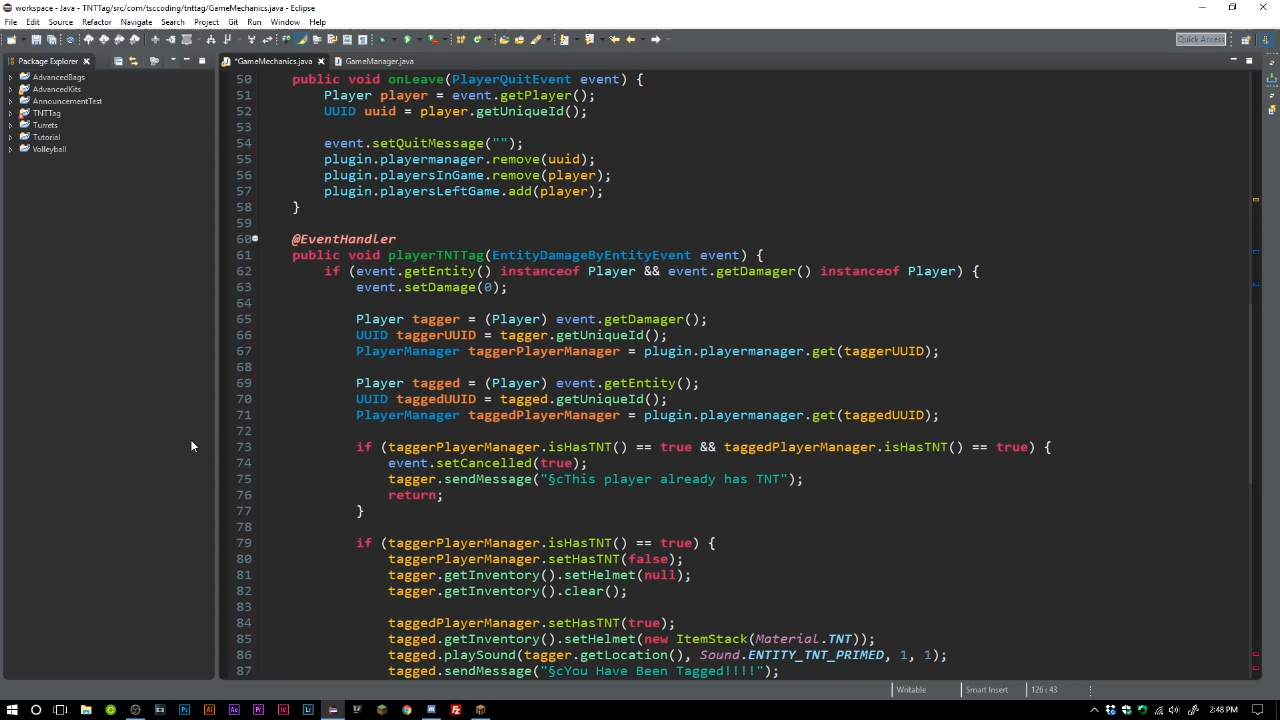 workspace - Java - TNTTag/src/com/tsccoding/tnttag/GameMechanics.java - Eclipse
File Edit Source Refactor Navigate Search Project Git Run Window Help
Quick Access
Package Explorer
*GameMechanics.java
GameManager.java
AdvancedBags
AdvancedKits
AnnouncementTest
TNTTag
Turrets
Tutorial
Volleyball
50 public void onLeave(PlayerQuitEvent event) {
51 Player player = event.getPlayer();
52 UUID uuid = player.getUniqueId();
53
54 event.setQuitMessage("");
55 plugin.playermanager.remove(uuid);
56 plugin.playersInGame.remove(player);
57 plugin.playersLeftGame.add(player);
58 }
59
60 @EventHandler
61 public void playerTNTTag(EntityDamageByEntityEvent event) {
62 if (event.getEntity() instanceof Player && event.getDamager() instanceof Player) {
63 event.setDamage(0);
64
65 Player tagger = (Player) event.getDamager();
66 UUID taggerUUID = tagger.getUniqueId();
67 PlayerManager taggerPlayerManager = plugin.playermanager.get(taggerUUID);
68
69 Player tagged = (Player) event.getEntity();
70 UUID taggedUUID = tagged.getUniqueId();
71 PlayerManager taggedPlayerManager = plugin.playermanager.get(taggedUUID);
72
73 if (taggerPlayerManager.isHasTNT() == true && taggedPlayerManager.isHasTNT() == true) {
74 event.setCancelled(true);
75 tagger.sendMessage("§cThis player already has TNT");
76 return;
77 }
78
79 if (taggerPlayerManager.isHasTNT() == true) {
80 taggerPlayerManager.setHasTNT(false);
81 tagger.getInventory().setHelmet(null);
82 tagger.getInventory().clear();
83
84 taggedPlayerManager.setHasTNT(true);
85 tagged.getInventory().setHelmet(new ItemStack(Material.TNT));
86 tagged.playSound(tagger.getLocation(), Sound.ENTITY_TNT_PRIMED, 1, 1);
87 tagged.sendMessage("§cYou Have Been Tagged!!!!");
Writable
Smart Insert
126 : 43
Ps Ai Ae Pr Id Lr
2:48 PM